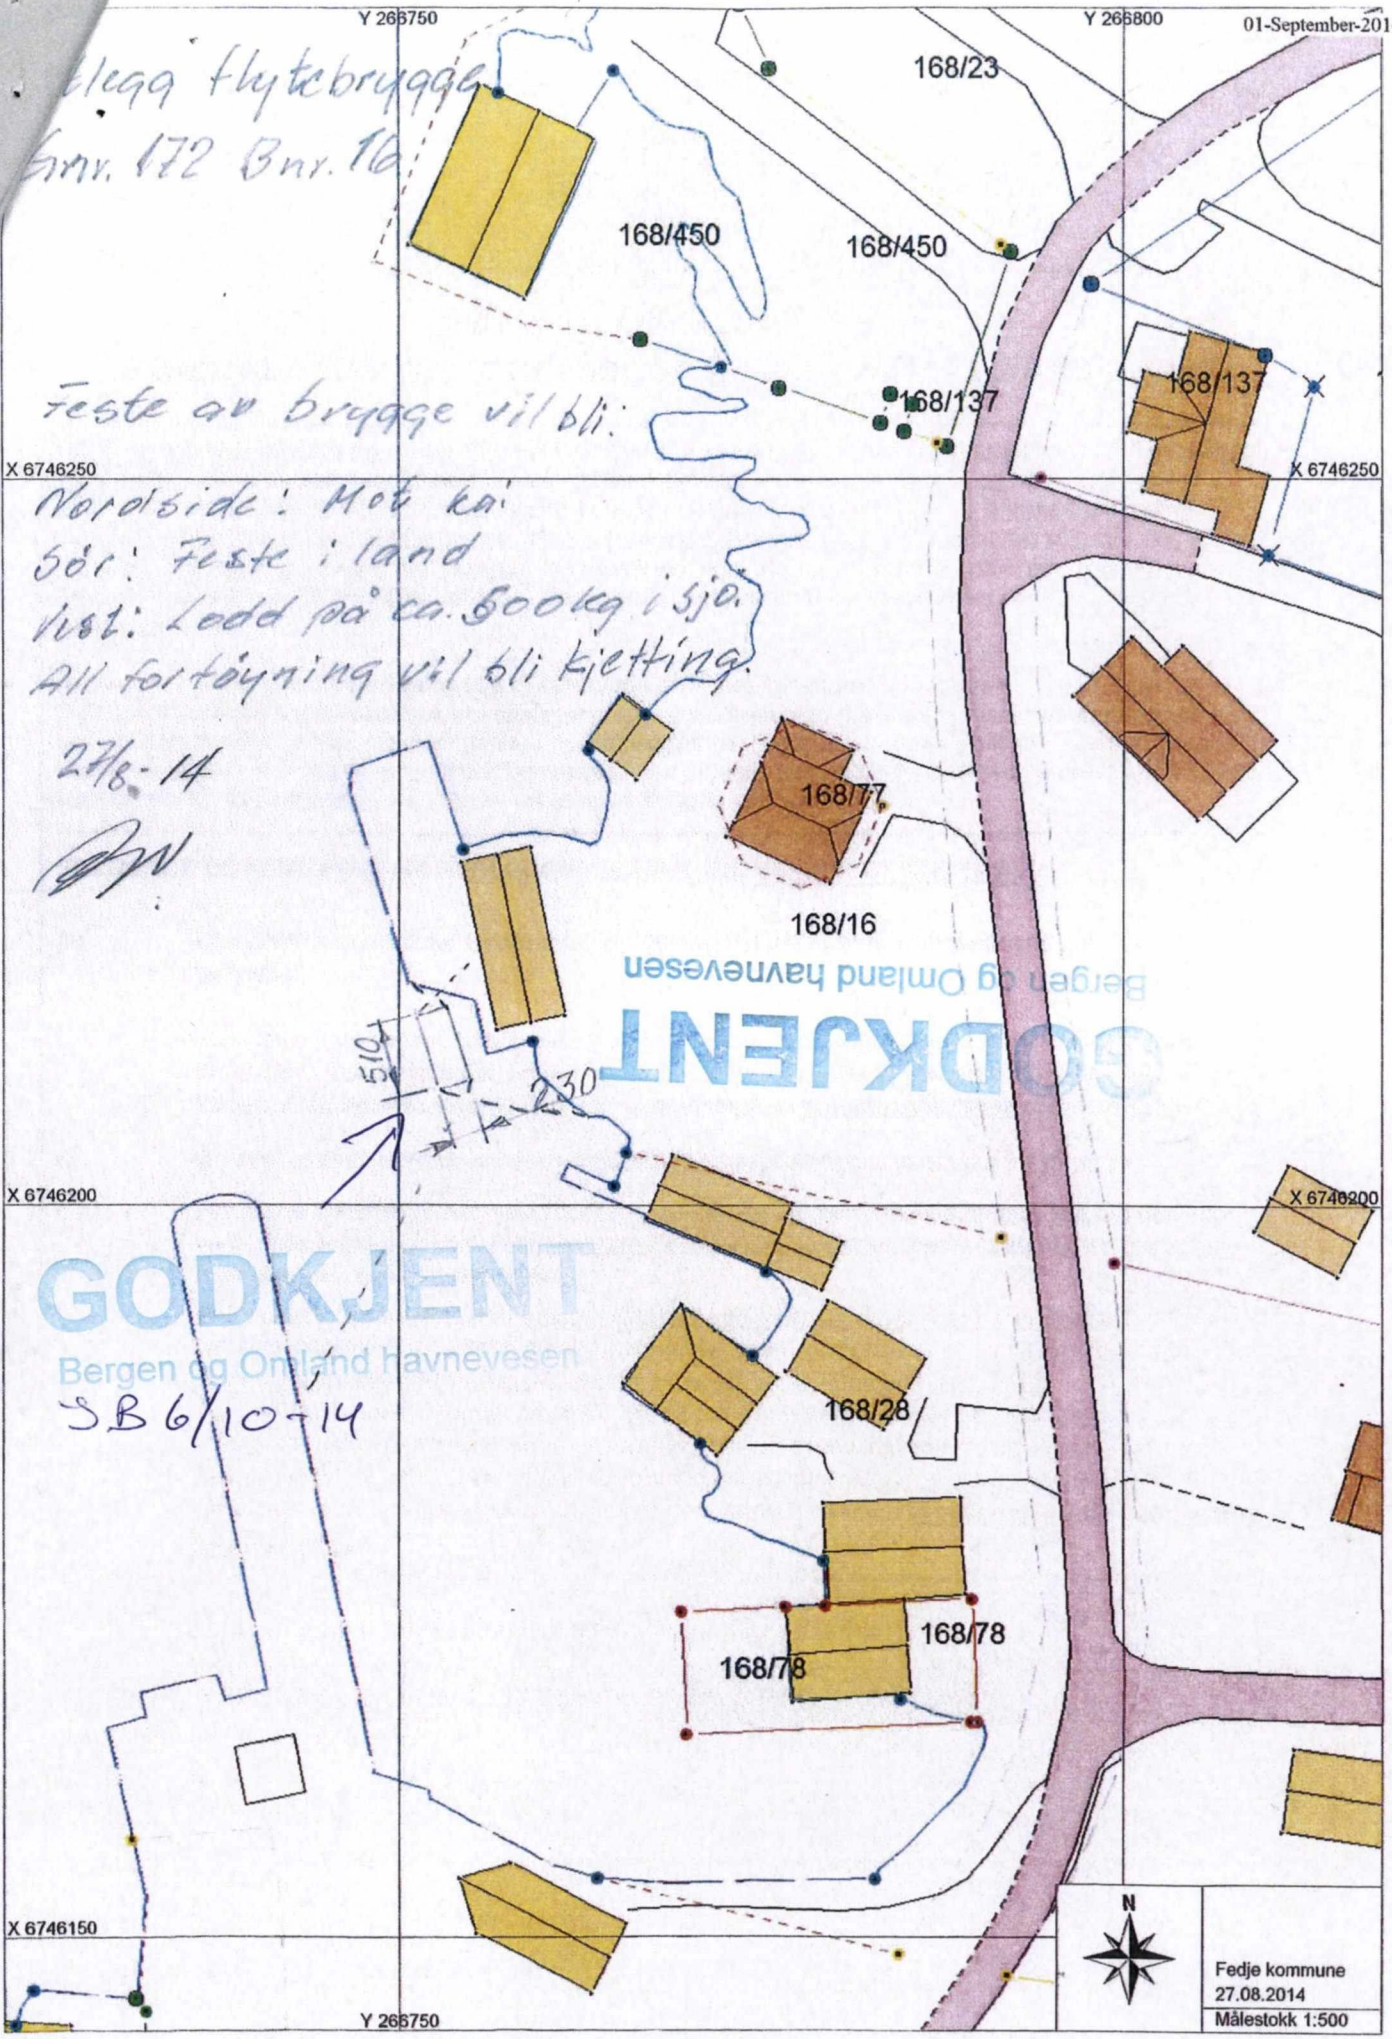 Y 266750
Y 266800
01-September-201
flytebrygge
Gnr. 172 Bnr. 16
168/23
168/450
168/450
168/137
168/137
Feste av brygge vil bli:
X 6746250
X 6746250
Nordside: Mot kai
Sør: Feste i land
Vest: Lodd på ca. 600kg i sjø.
All fortøyning vil bli kjetting.
27/8-14
168/77
168/16
Bergen og Omland havnevesen
GODKJENT
510
230
X 6746200
X 6746200
GODKJENT
Bergen og Omland havnevesen
SB 6/10-14
168/28
168/78
168/78
X 6746150
Y 266750
N
Fedje kommune
27.08.2014
Målestokk 1:500